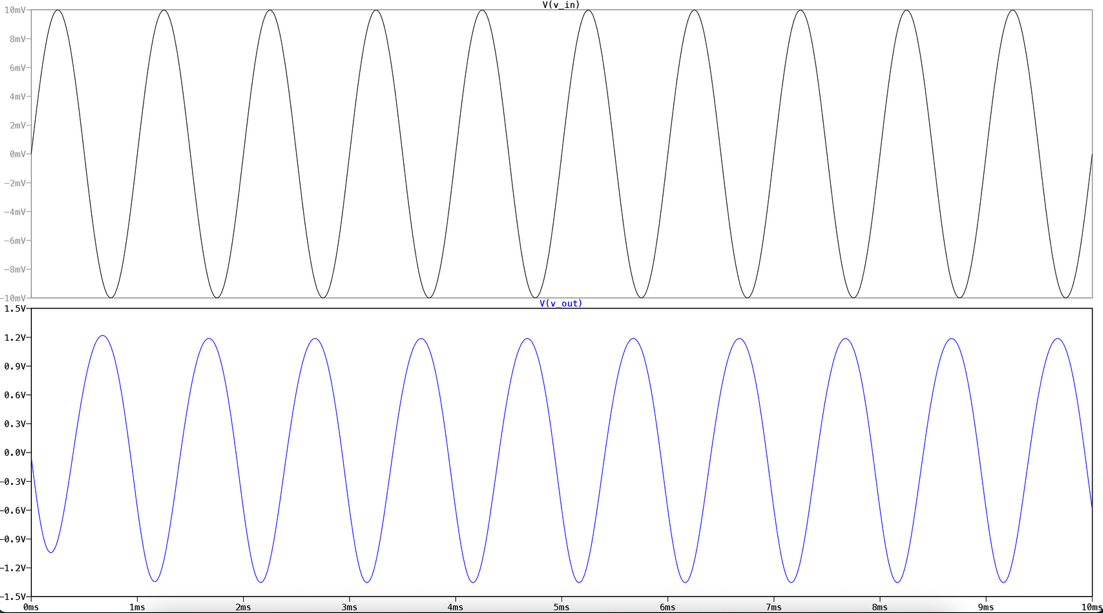 V(v_in)
10mV
8mV
6mV
4mV
2mV
0mV
-2mV
-4mV
-6mV
-8mV
-10mV
V(v_out)
1.5V
1.2V
0.9V
0.6V
0.3V
0.0V
-0.3V
-0.6V
-0.9V
-1.2V
-1.5V
0ms 1ms 2ms 3ms 4ms 5ms 6ms 7ms 8ms 9ms 10ms